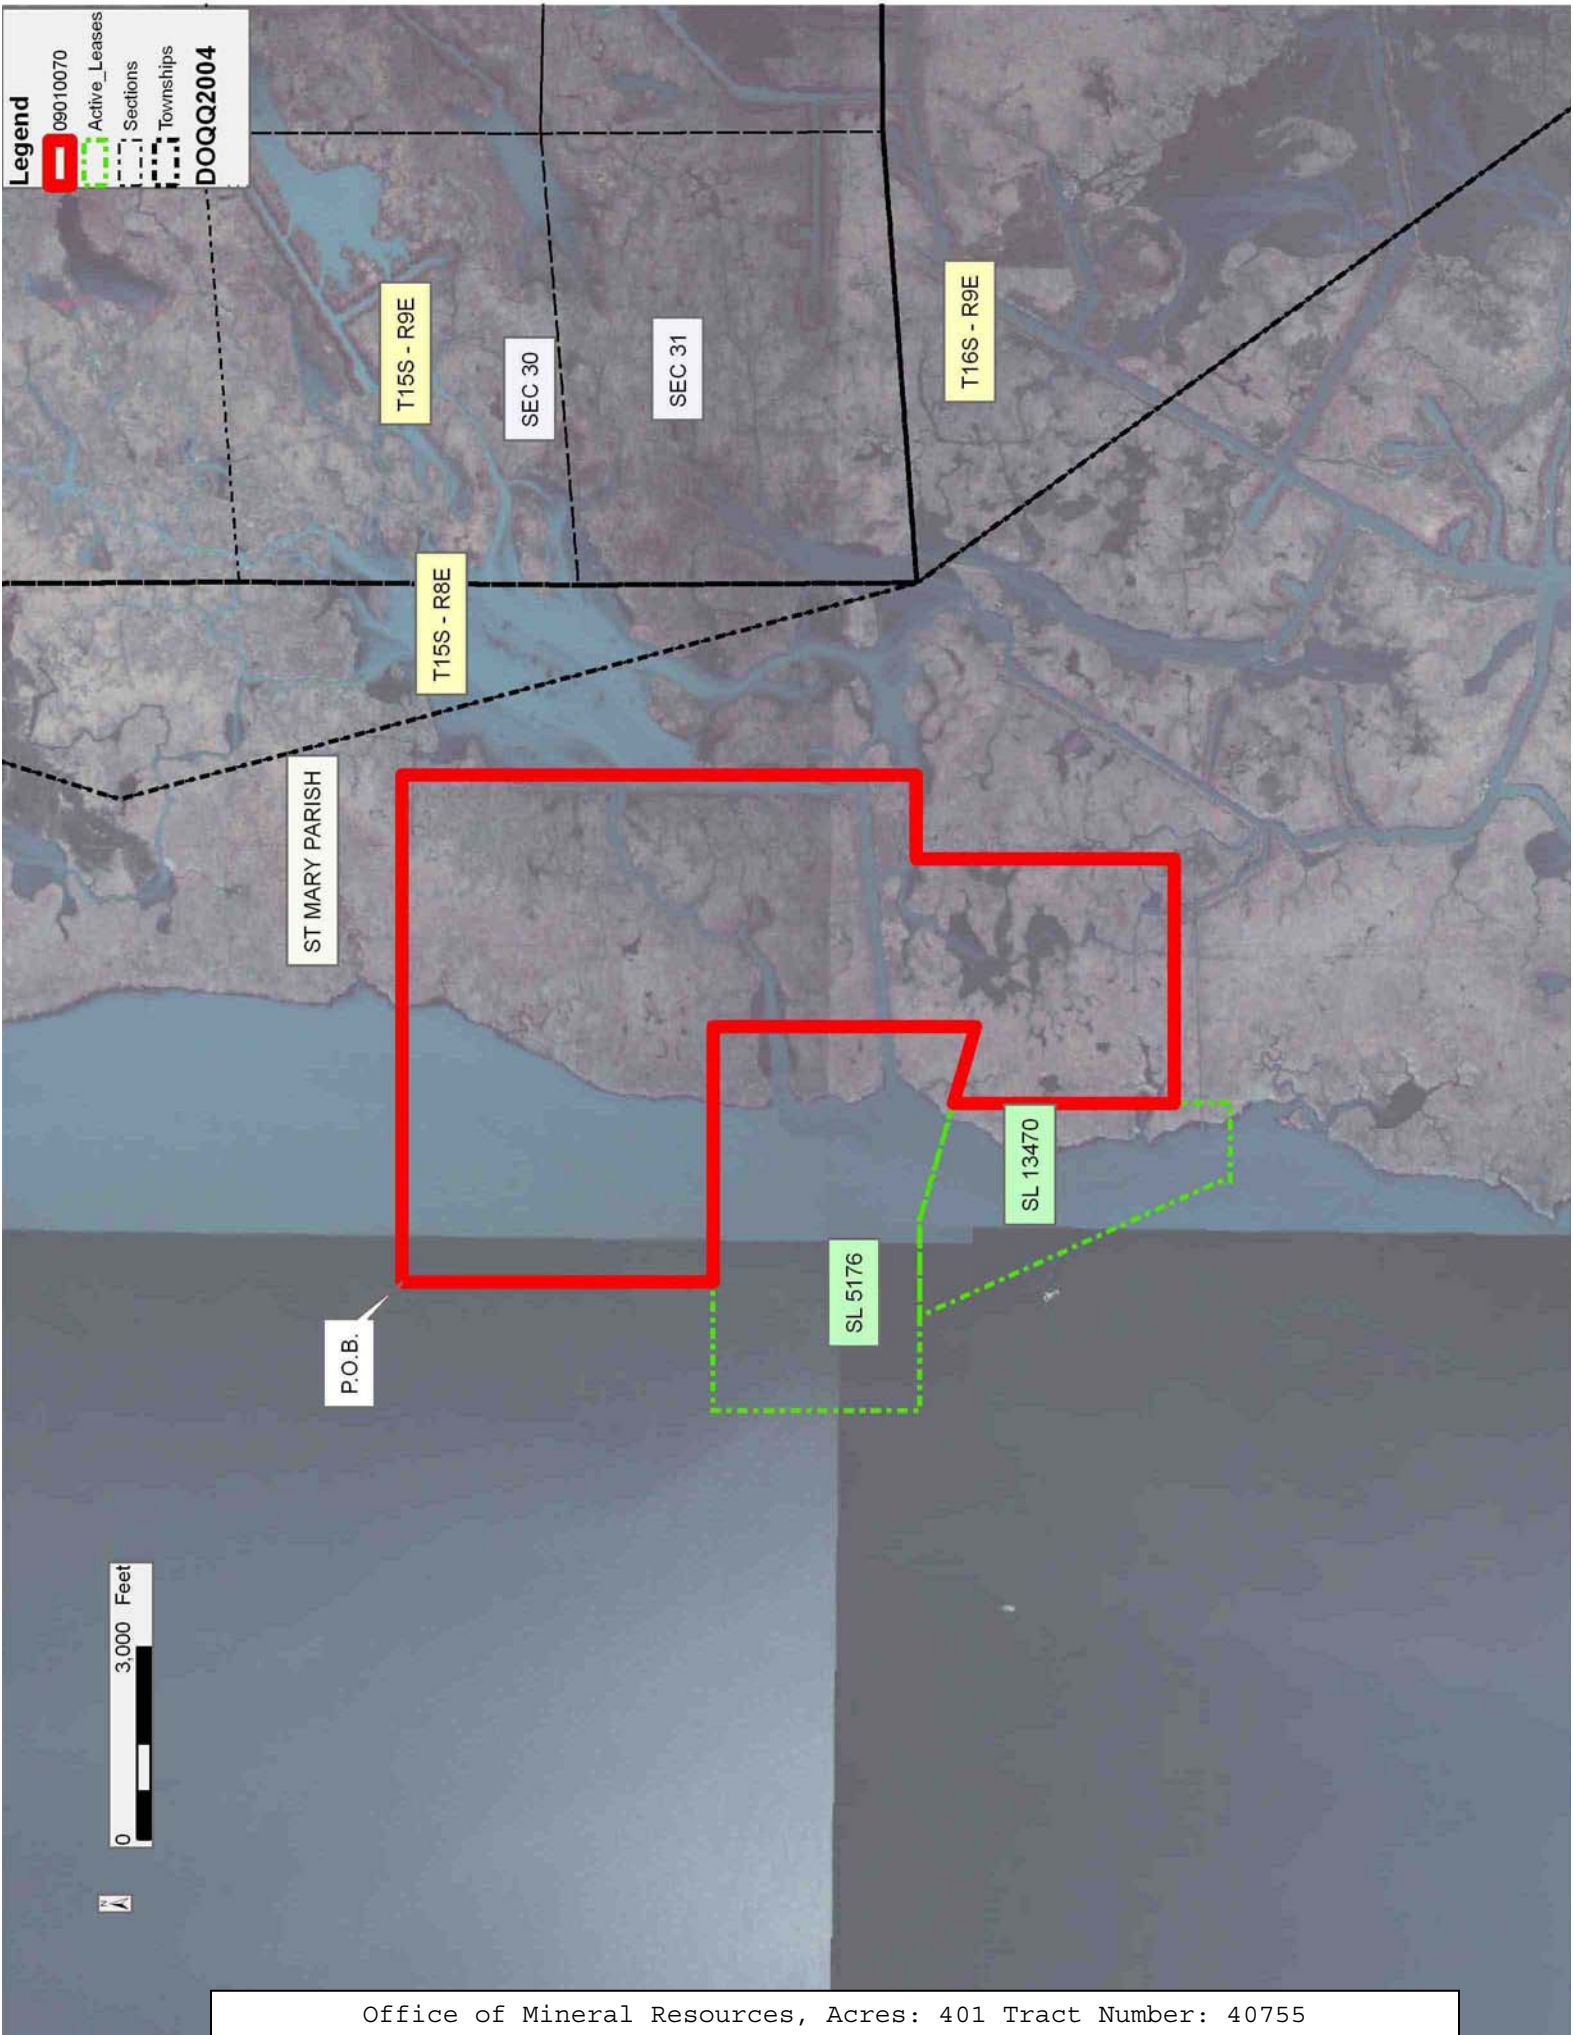 Legend
09010070
Active_Leases
Sections
Townships
DOQQ2004
T15S - R9E
SEC 30
SEC 31
T16S - R9E
T15S - R8E
ST MARY PARISH
SL 13470
SL 5176
P.O.B.
0 3,000 Feet
N
Office of Mineral Resources, Acres: 401 Tract Number: 40755